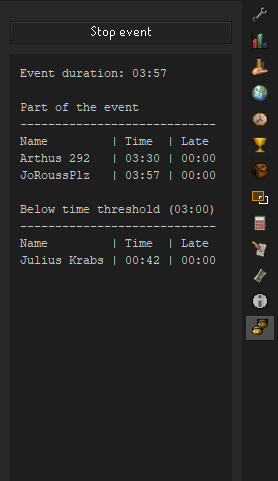 Stop event
Event duration: 03:57
Part of the event
----------------------------
Name         | Time  | Late
Arthus 292   | 03:30 | 00:00
JoRoussPlz   | 03:57 | 00:00
Below time threshold (03:00)
----------------------------
Name         | Time  | Late
Julius Krabs | 00:42 | 00:00